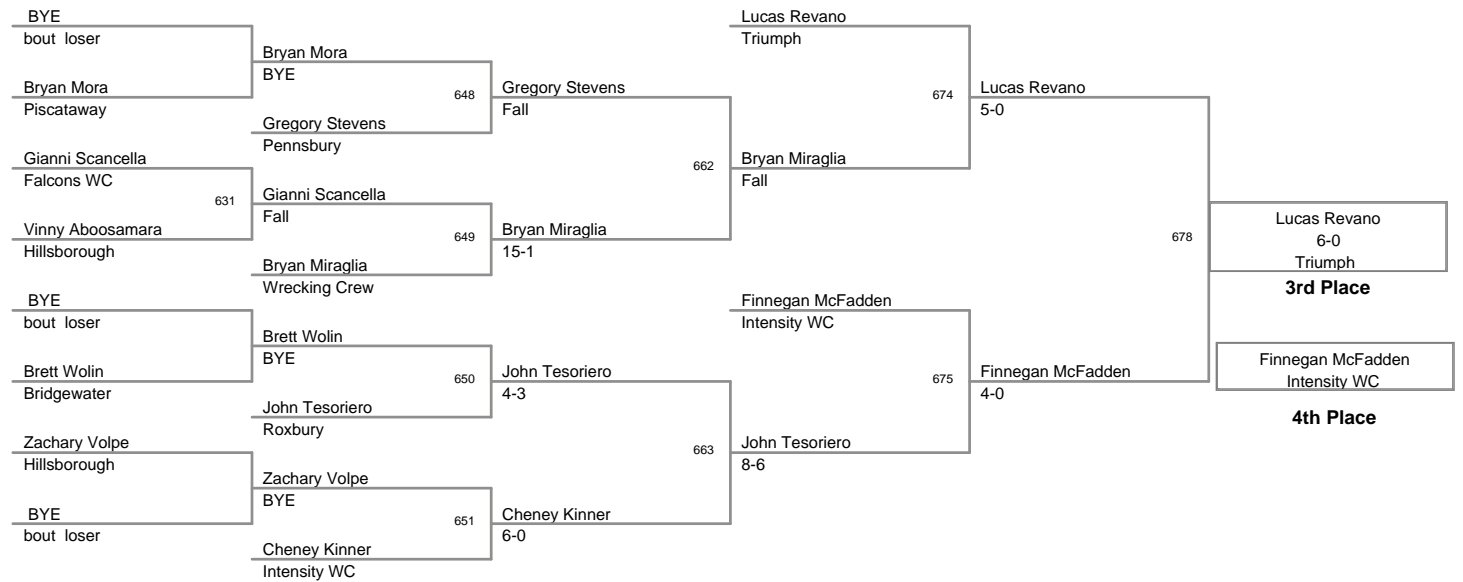 BYE
bout loser
Bryan Mora
Piscataway
Gianni Scancella
Falcons WC
631
Vinny Aboosamara
Hillsborough
BYE
bout loser
Brett Wolin
Bridgewater
Zachary Volpe
Hillsborough
BYE
bout loser
Bryan Mora
BYE
648
Gregory Stevens
Pennsbury
Gianni Scancella
Fall
649
Bryan Miraglia
Wrecking Crew
Brett Wolin
BYE
650
John Tesoriero
Roxbury
Zachary Volpe
BYE
651
Cheney Kinner
Intensity WC
Gregory Stevens
Fall
662
Bryan Miraglia
15-1
John Tesoriero
4-3
663
Cheney Kinner
6-0
Lucas Revano
Triumph
674
Bryan Miraglia
Fall
Finnegan McFadden
Intensity WC
675
John Tesoriero
8-6
Lucas Revano
5-0
678
Finnegan McFadden
4-0
Lucas Revano
6-0
Triumph
3rd Place
Finnegan McFadden
Intensity WC
4th Place